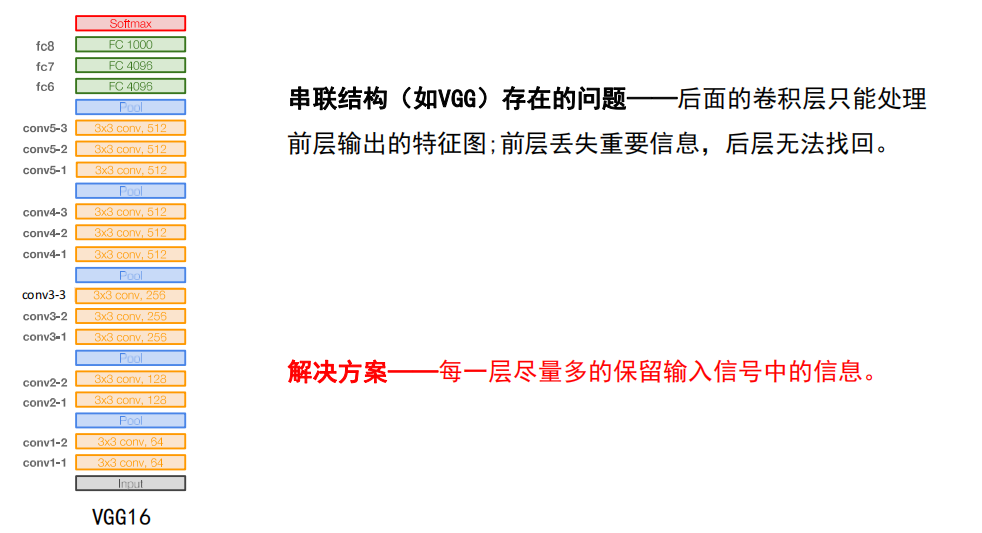 Softmax
fc8 FC 1000
fc7 FC 4096
fc6 FC 4096
Pool
conv5-3 3x3 conv, 512
conv5-2 3x3 conv, 512
conv5-1 3x3 conv, 512
Pool
conv4-3 3x3 conv, 512
conv4-2 3x3 conv, 512
conv4-1 3x3 conv, 512
Pool
conv3-3 3x3 conv, 256
conv3-2 3x3 conv, 256
conv3-1 3x3 conv, 256
Pool
conv2-2 3x3 conv, 128
conv2-1 3x3 conv, 128
Pool
conv1-2 3x3 conv, 64
conv1-1 3x3 conv, 64
Input
VGG16
串联结构（如VGG）存在的问题——后面的卷积层只能处理
前层输出的特征图;前层丢失重要信息，后层无法找回。
解决方案——每一层尽量多的保留输入信号中的信息。